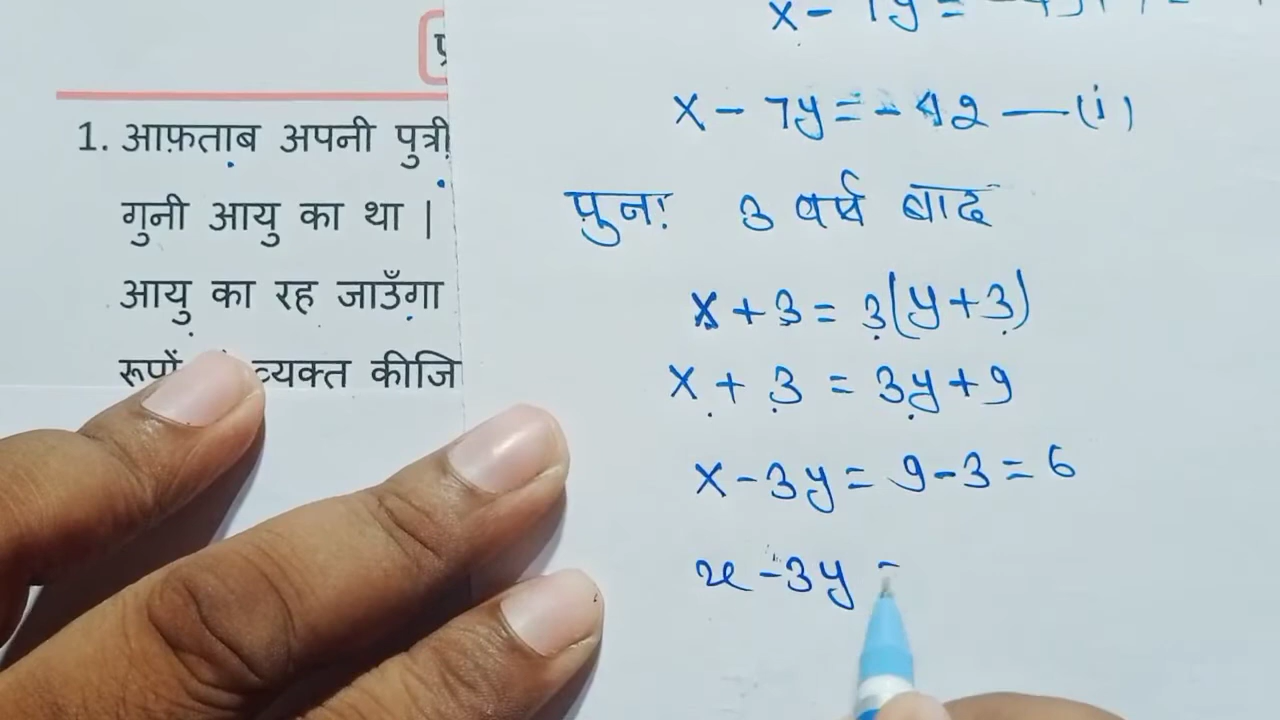 1. आफ़ताब अपनी पुत्री
गुनी आयु का था |
आयु का रह जाउँगा
व्यक्त कीजि
x - 7y =
x - 7y = - 42 — (i)
पुनः 3 वर्ष बाद
x + 3 = 3(y+3)
x + 3 = 3y+9
x - 3y = 9-3 = 6
x - 3y =